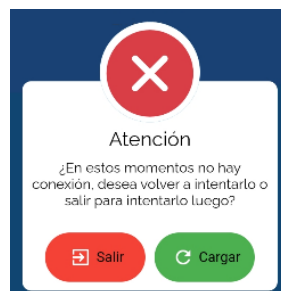 Atención
¿En estos momentos no hay
conexión, desea volver a intentarlo o
salir para intentarlo luego?
Salir
Cargar